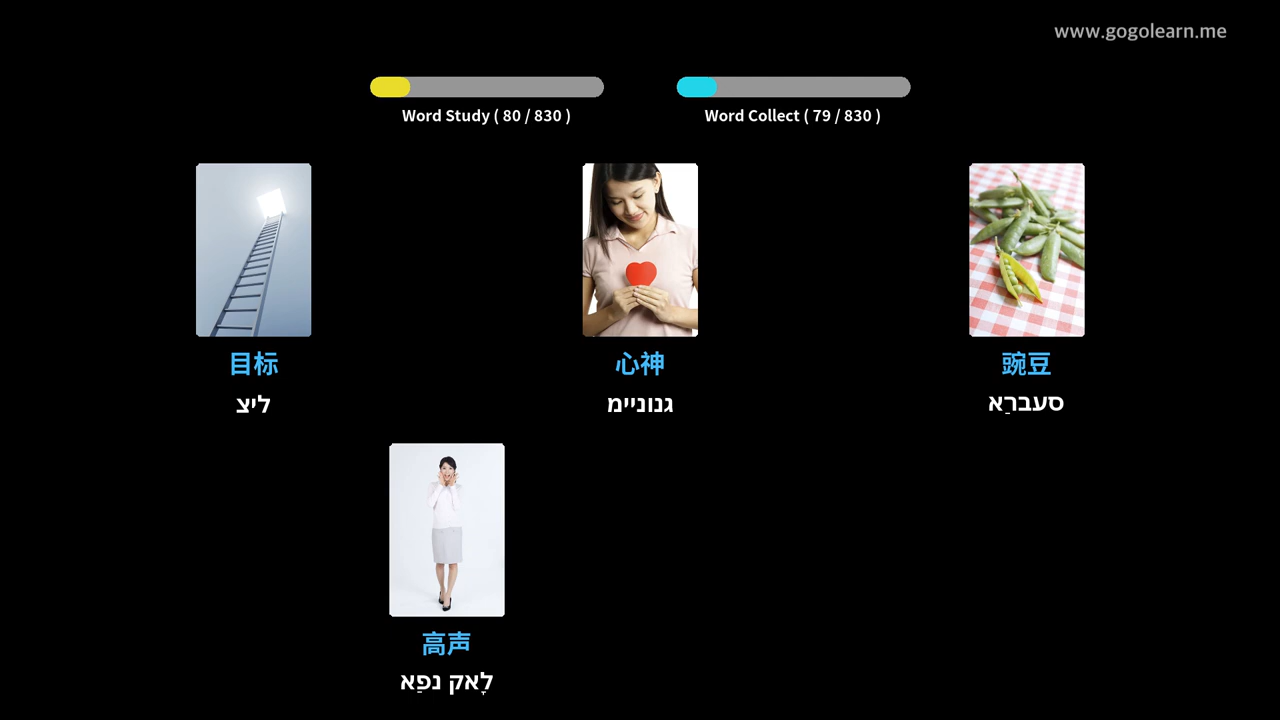 www.gogolearn.me
Word Study ( 80 / 830 )
Word Collect ( 79 / 830 )
目标
ליצ
心神
גנוניימ
豌豆
סעברַא
高声
לָאק נפַא